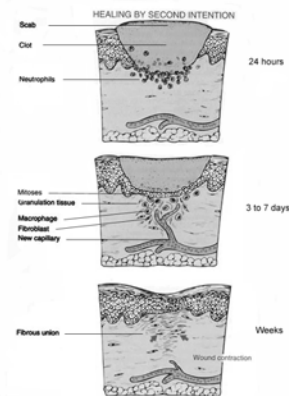 HEALING BY SECOND INTENTION
Scab
Clot
Neutrophils
24 hours
Mitoses
Granulation tissue
Macrophage
Fibroblast
New capillary
3 to 7 days
Fibrous union
Weeks
Wound contraction